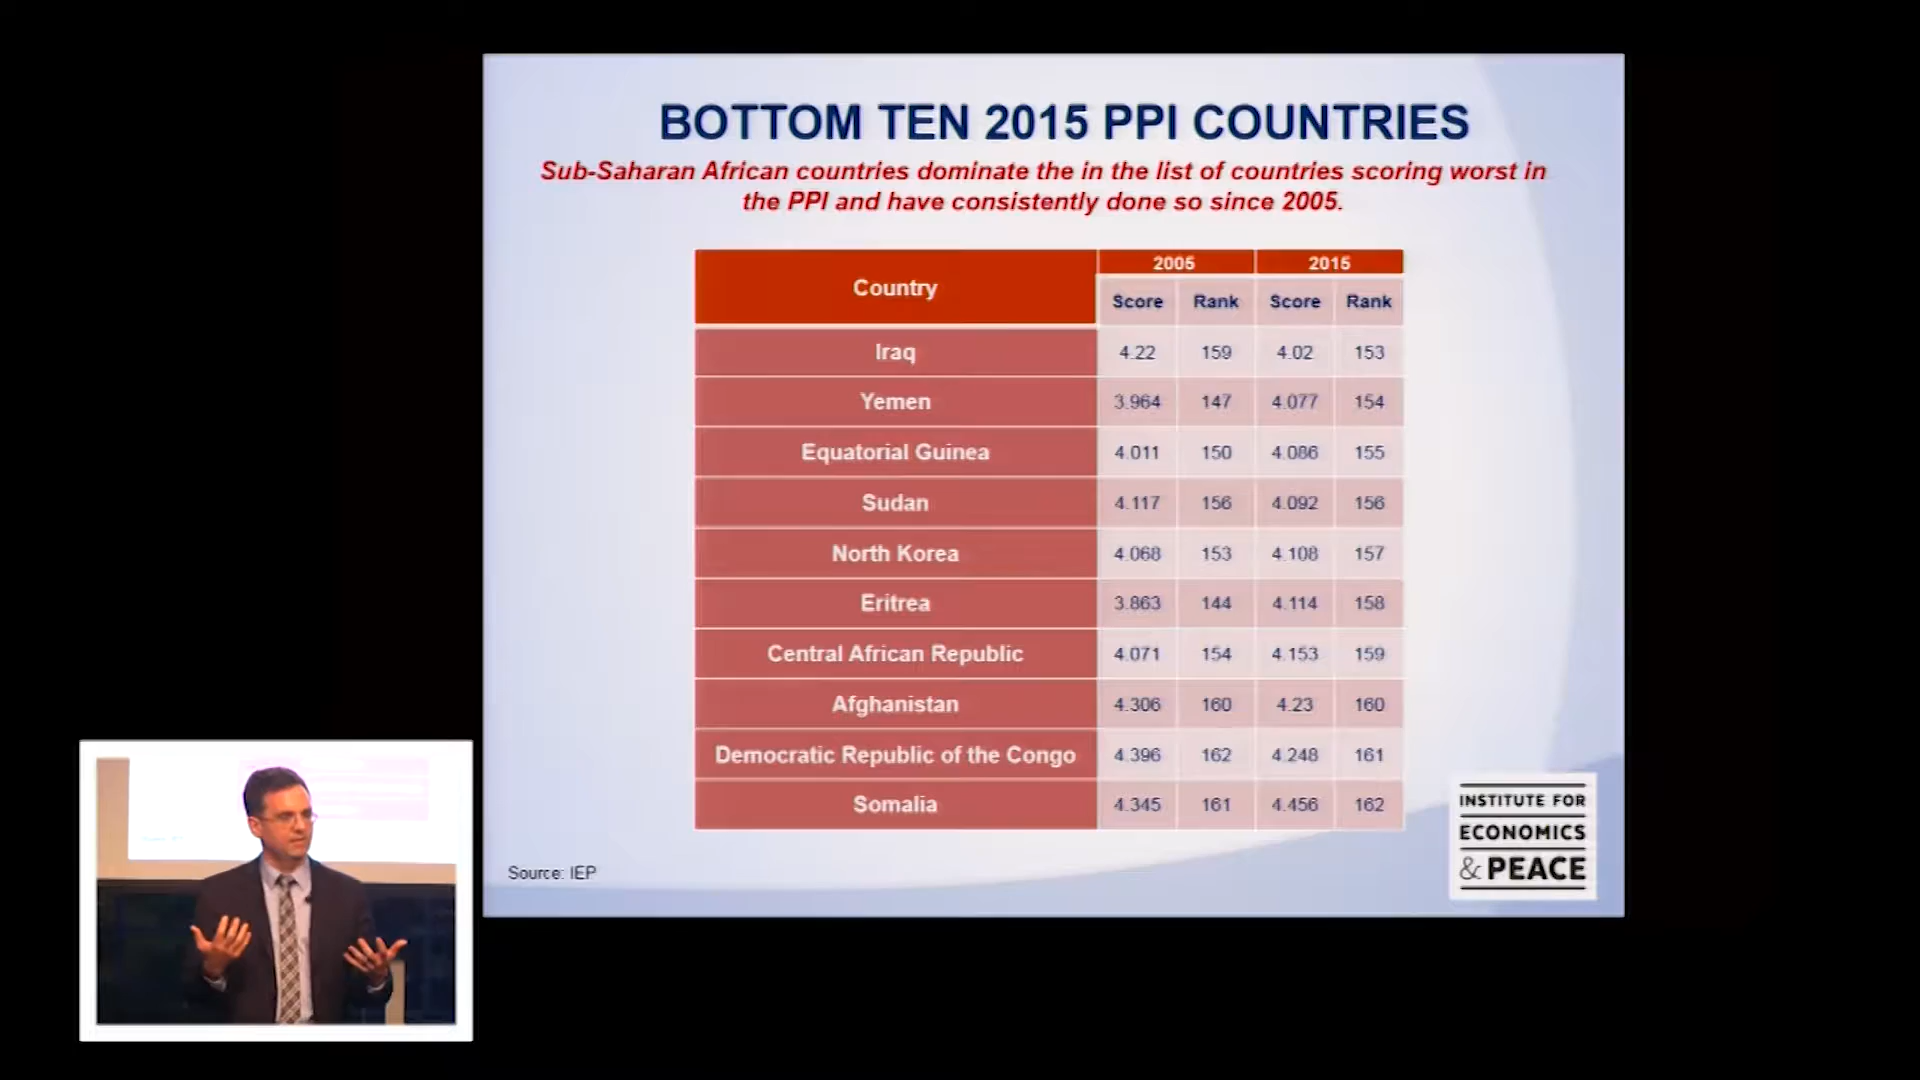 BOTTOM TEN 2015 PPI COUNTRIES
Sub-Saharan African countries dominate the in the list of countries scoring worst in
the PPI and have consistently done so since 2005.
Country 2005 2015
Score Rank Score Rank
Iraq 4.22 159 4.02 153
Yemen 3.964 147 4.077 154
Equatorial Guinea 4.011 150 4.086 155
Sudan 4.117 156 4.092 156
North Korea 4.068 153 4.108 157
Eritrea 3.863 144 4.114 158
Central African Republic 4.071 154 4.153 159
Afghanistan 4.306 160 4.23 160
Democratic Republic of the Congo 4.396 162 4.248 161
Somalia 4.345 161 4.456 162
Source: IEP
INSTITUTE FOR
ECONOMICS
& PEACE